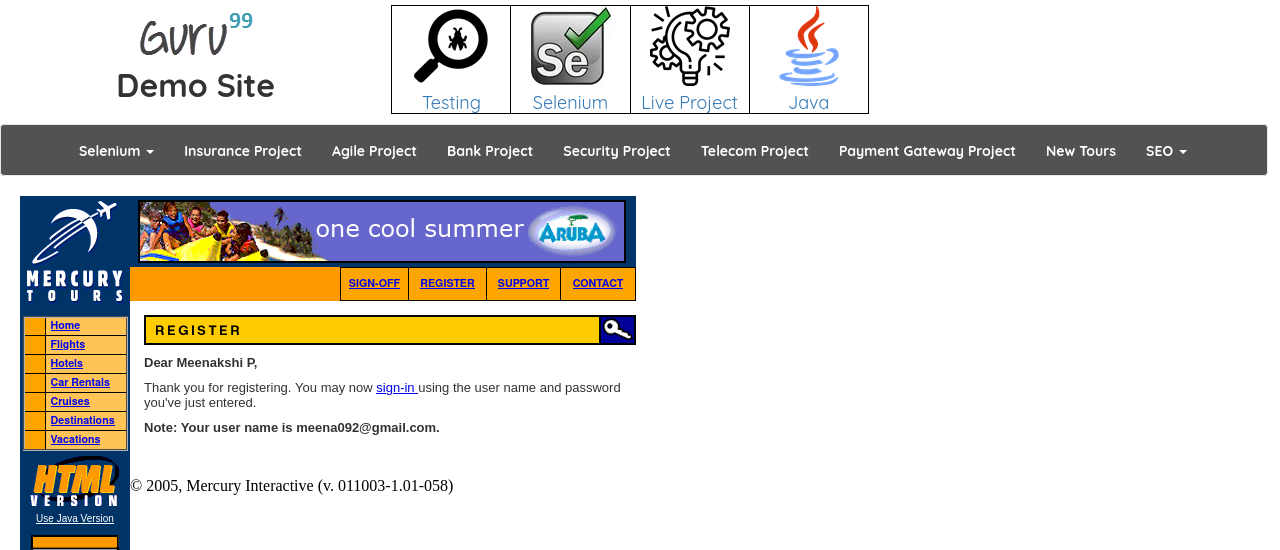 Guru99
Demo Site
Testing
Se
Selenium
Live Project
Java
Selenium
Insurance Project
Agile Project
Bank Project
Security Project
Telecom Project
Payment Gateway Project
New Tours
SEO
MERCURY
TOURS
one cool summer
ARUBA
SIGN-OFF
REGISTER
SUPPORT
CONTACT
Home
Flights
Hotels
Car Rentals
Cruises
Destinations
Vacations
HTML
VERSION
Use Java Version
REGISTER
Dear Meenakshi P,
Thank you for registering. You may now sign-in using the user name and password
you've just entered.
Note: Your user name is meena092@gmail.com.
© 2005, Mercury Interactive (v. 011003-1.01-058)